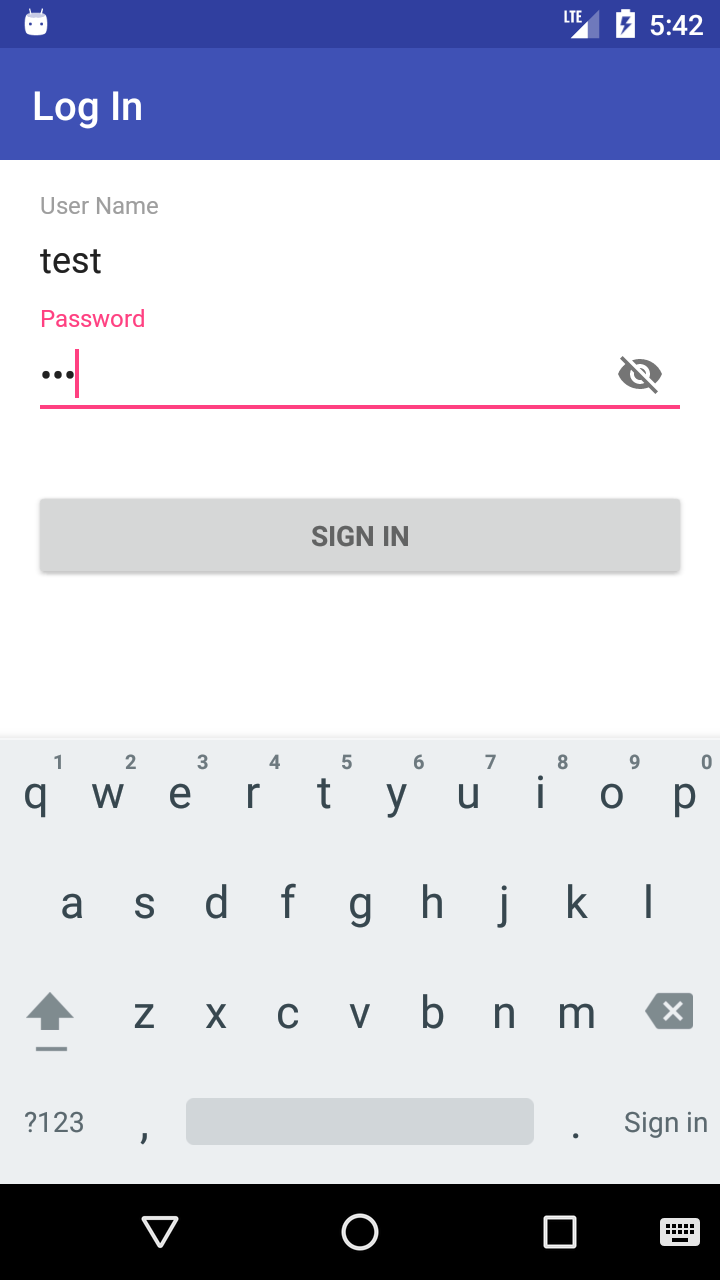 LTE 5:42
Log In
User Name
test
Password
•••
SIGN IN
1 2 3 4 5 6 7 8 9 0
q w e r t y u i o p
a s d f g h j k l
z x c v b n m
?123 , . Sign in